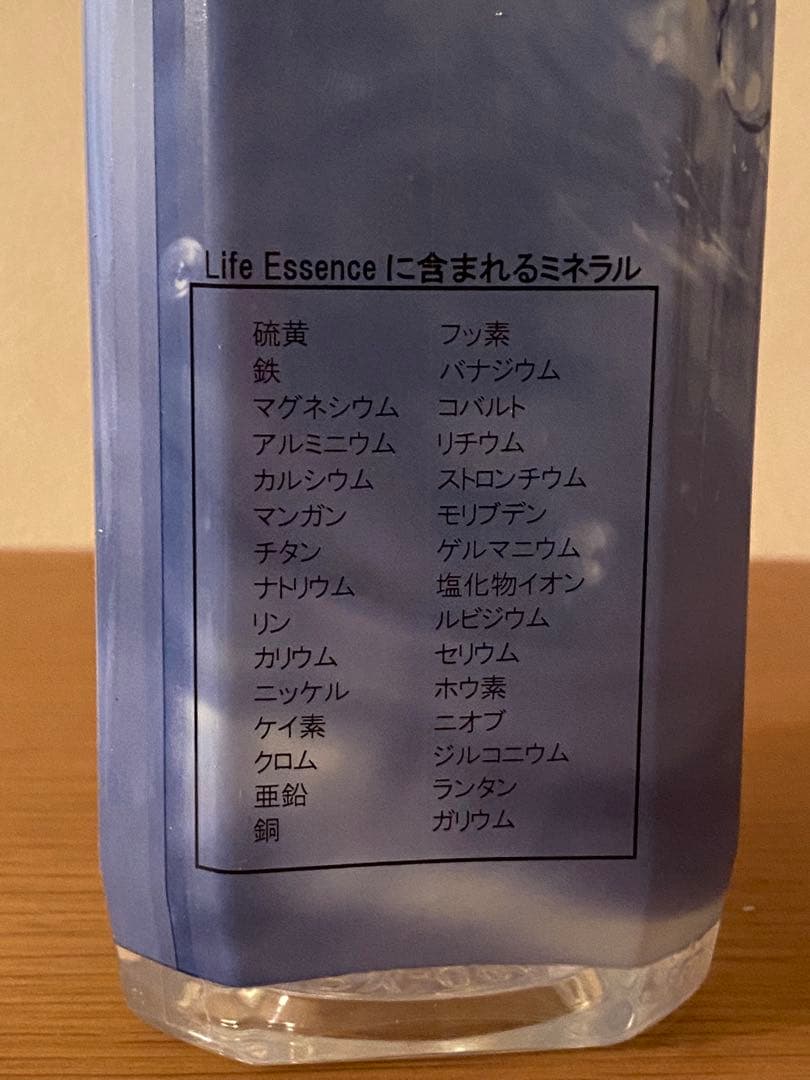 Life Essence に含まれるミネラル
硫黄
鉄
マグネシウム
アルミニウム
カルシウム
マンガン
チタン
ナトリウム
リン
カリウム
ニッケル
ケイ素
クロム
亜鉛
銅
フッ素
バナジウム
コバルト
リチウム
ストロンチウム
モリブデン
ゲルマニウム
塩化物イオン
ルビジウム
セリウム
ホウ素
ニオブ
ジルコニウム
ランタン
ガリウム